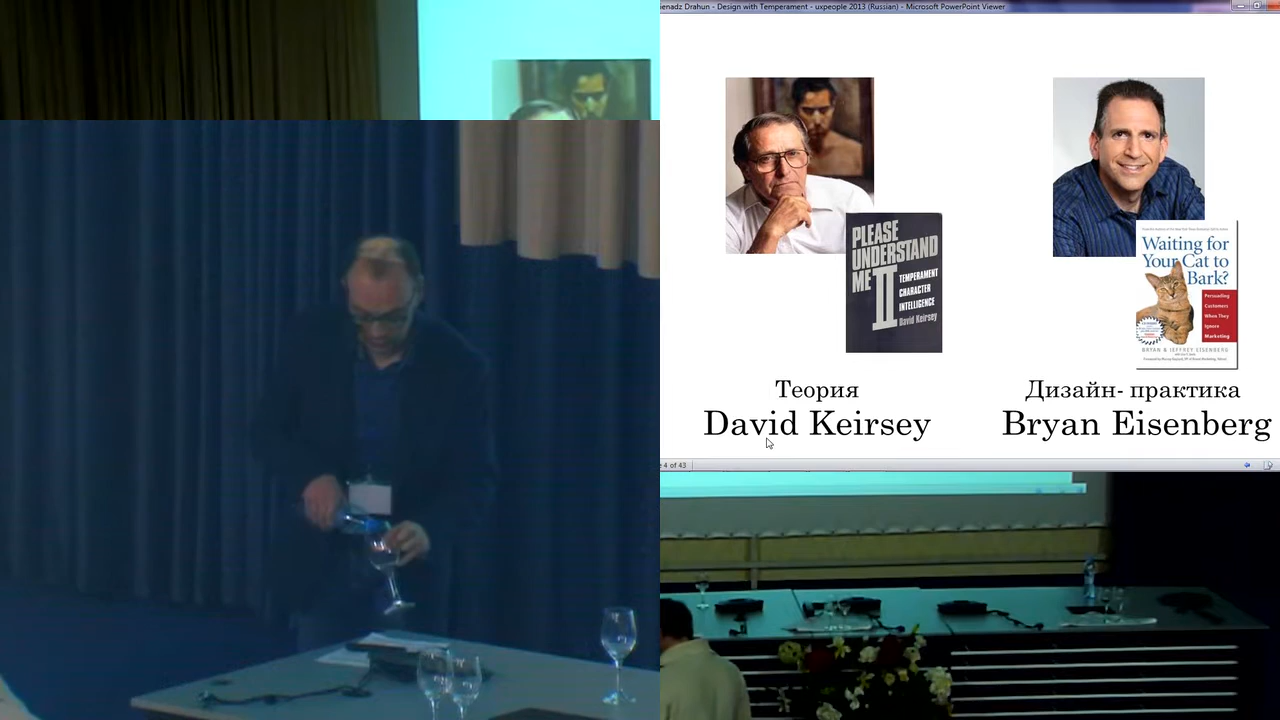 ienadz Drahun - Design with Temperament - uxpeople 2013 (Russian) - Microsoft PowerPoint Viewer
PLEASE
UNDERSTAND
ME
II
TEMPERAMENT
CHARACTER
INTELLIGENCE
David Keirsey
Waiting for
Your Cat to
Bark?
Persuading
Customers
When They
Ignore
Marketing
BRYAN & JEFFREY EISENBERG
Теория
David Keirsey
Дизайн- практика
Bryan Eisenberg
e 4 of 43